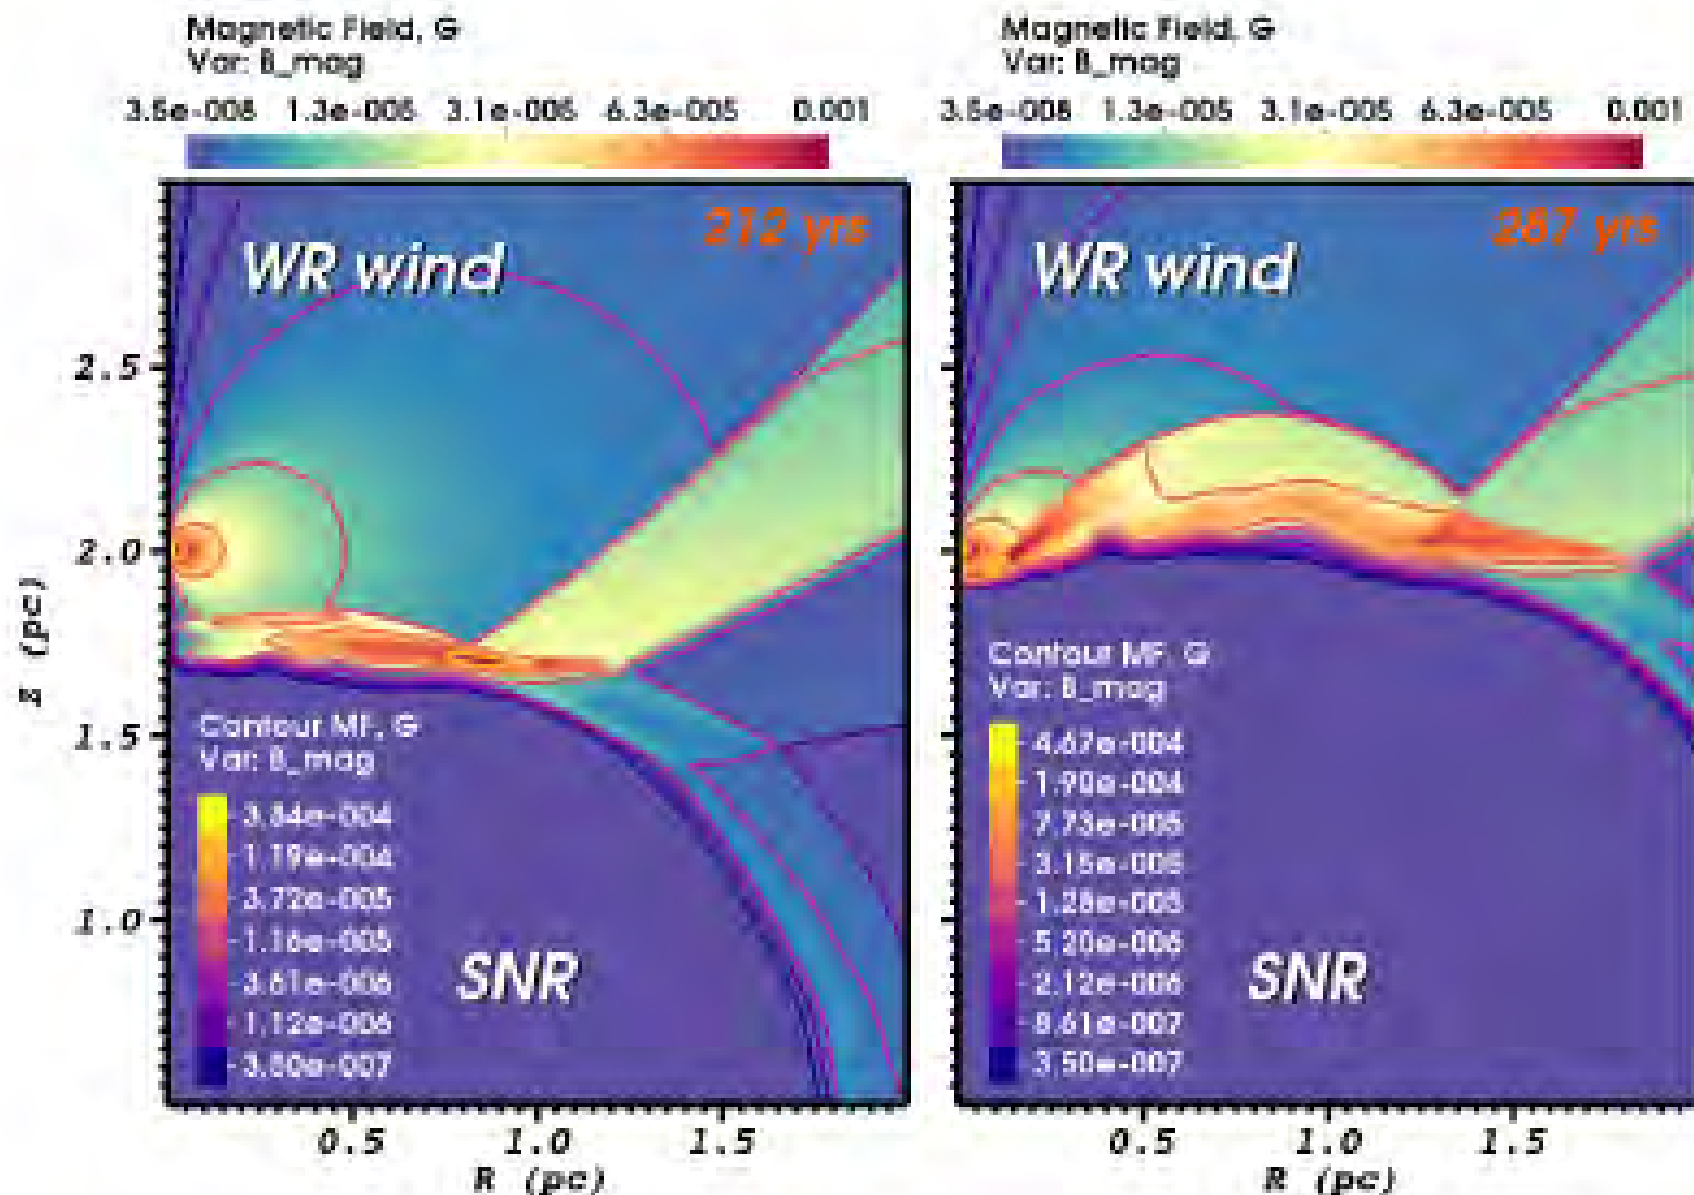 Magnetic Field, G
Var: B_mag
3.5e-008 1.3e-005 3.1e-005 6.3e-005 0.001
WR wind
212 yrs
Z (pc)
2.5
2.0
1.5
1.0
Contour MF, G
Var: B_mag
3.84e-004
1.19e-004
3.72e-005
1.16e-005
3.61e-006
1.12e-006
3.50e-007
SNR
0.5 1.0 1.5
R (pc)
Magnetic Field, G
Var: B_mag
3.5e-008 1.3e-005 3.1e-005 6.3e-005 0.001
WR wind
287 yrs
Contour MF, G
Var: B_mag
4.67e-004
1.90e-004
7.73e-005
3.15e-005
1.28e-005
5.20e-006
2.12e-006
8.61e-007
3.50e-007
SNR
0.5 1.0 1.5
R (pc)